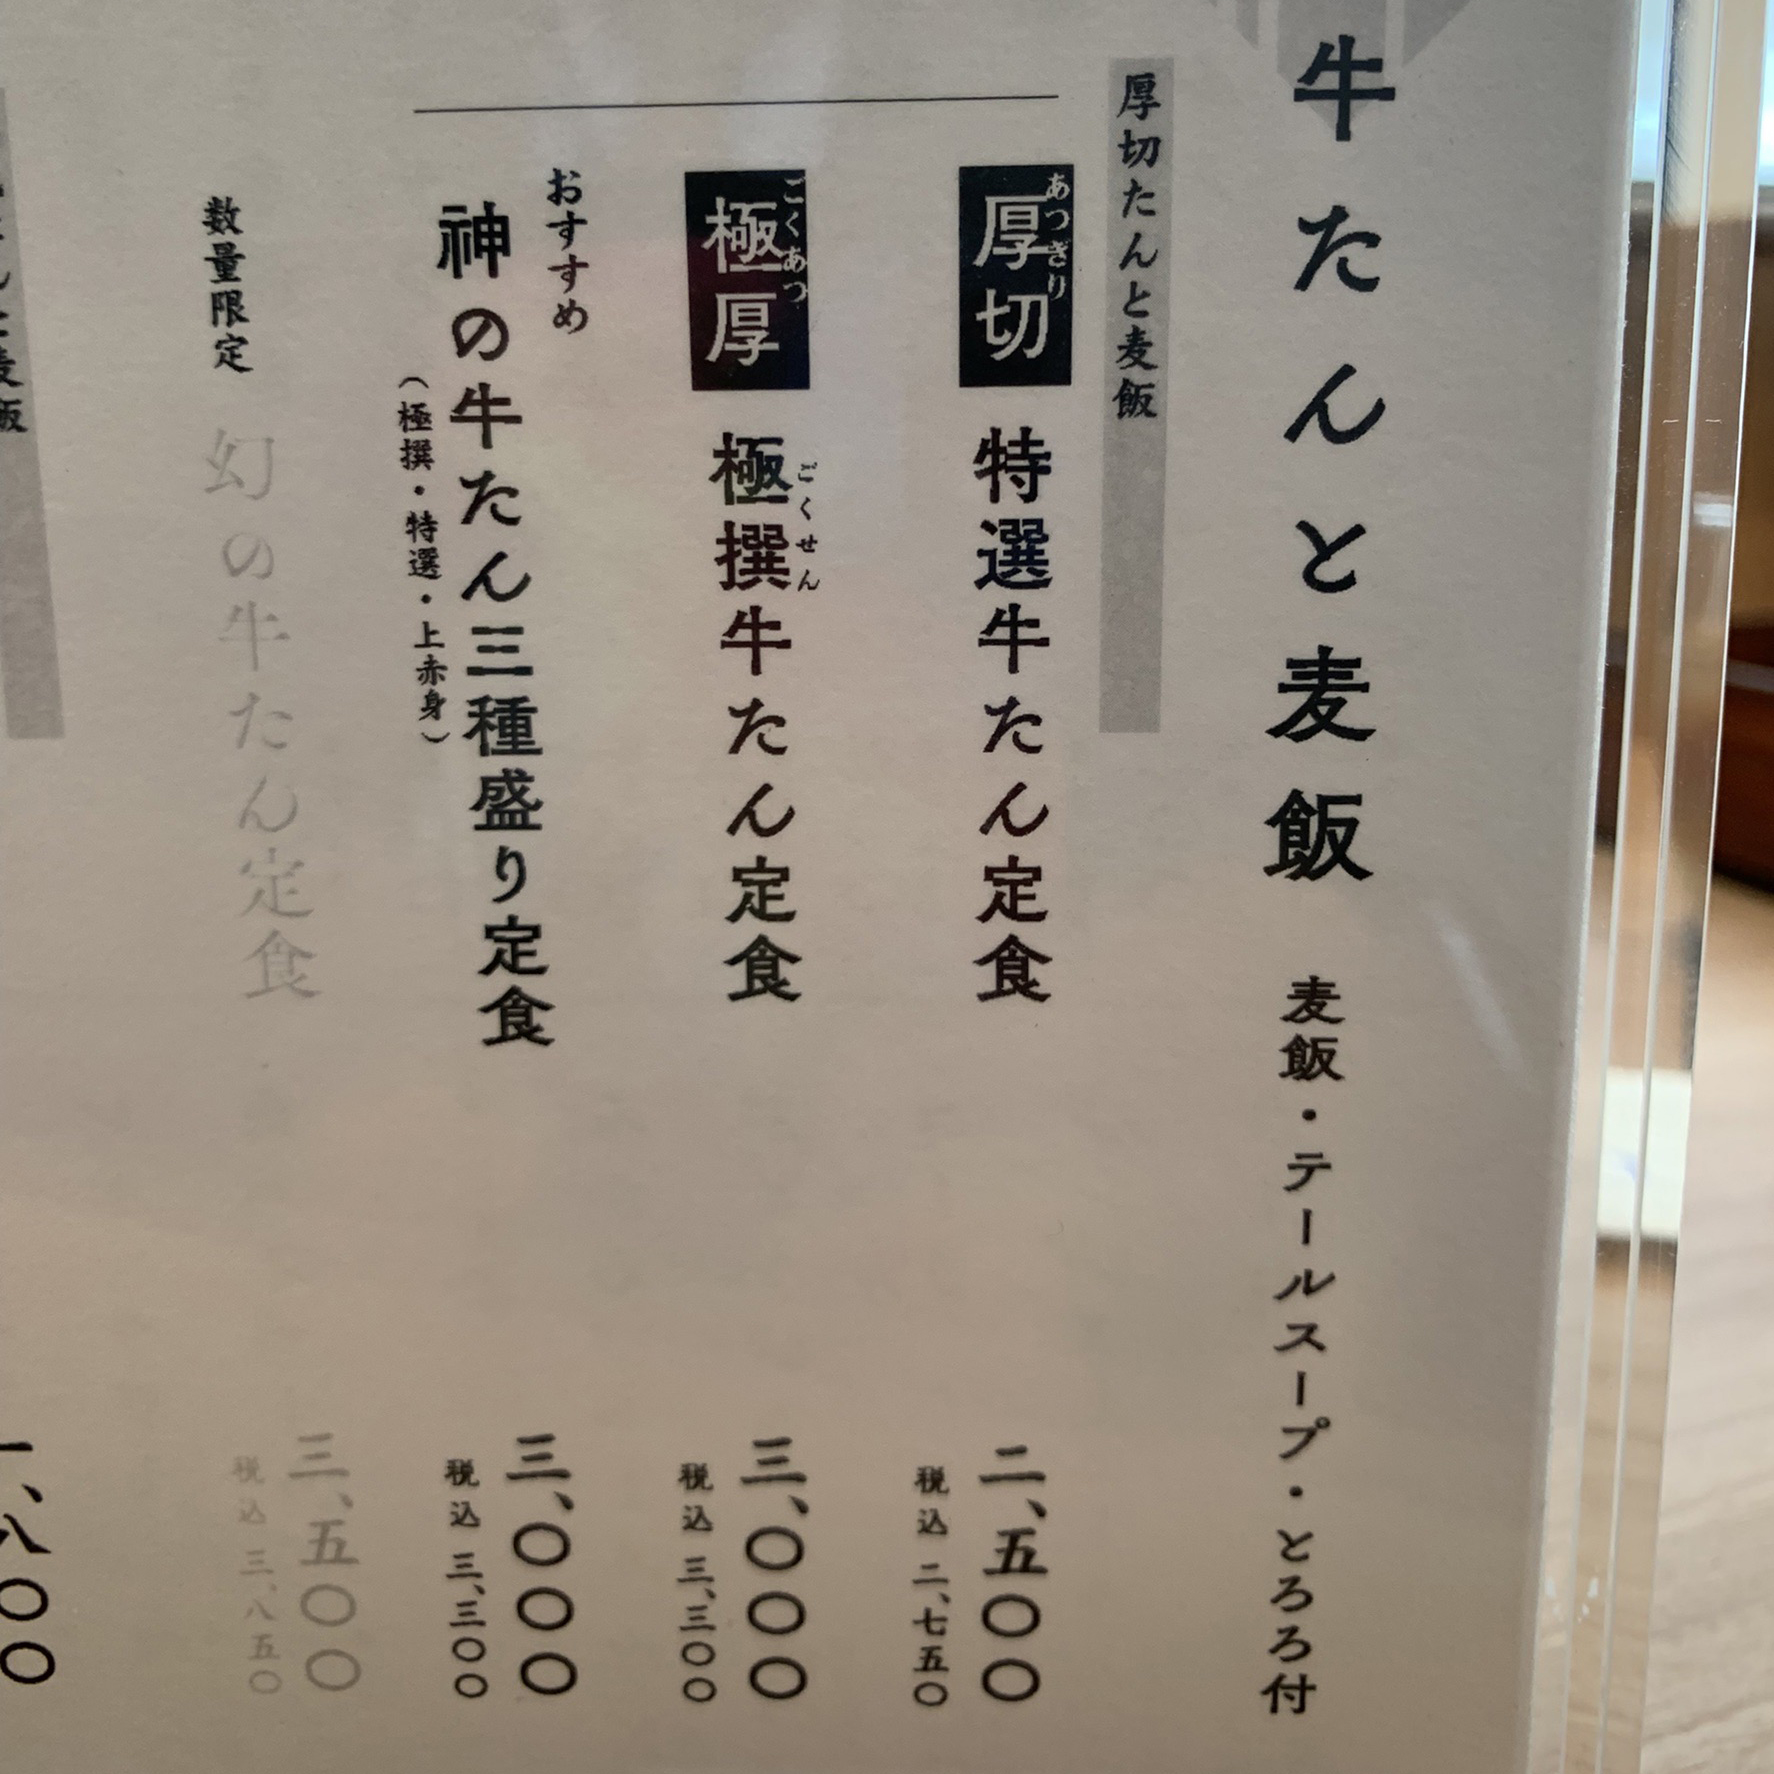 牛たんと麦飯 麦飯・テールスープ・とろろ付
厚切たんと麦飯
厚切 特選牛たん定食 二、五〇〇
あつぎり
税込 二、七五〇
極厚 極撰牛たん定食 三、〇〇〇
ごくあつ ごくせん
税込 三、三〇〇
おすすめ
神の牛たん三種盛り定食 三、〇〇〇
(極撰・特選・上赤身)
税込 三、三〇〇
数量限定
幻の牛たん定食 三、五〇〇
税込 三、八五〇
一、八〇〇